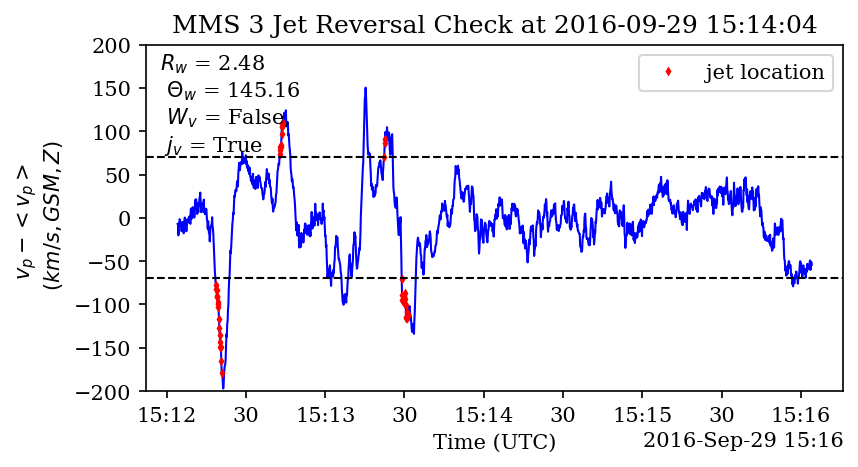 MMS 3 Jet Reversal Check at 2016-09-29 15:14:04
R_w = 2.48
Θ_w = 145.16
W_v = False
j_v = True
jet location
v_p − < v_p >
(km/s, GSM, Z)
200
150
100
50
0
−50
−100
−150
−200
15:12 30 15:13 30 15:14 30 15:15 30 15:16
Time (UTC)
2016-Sep-29 15:16